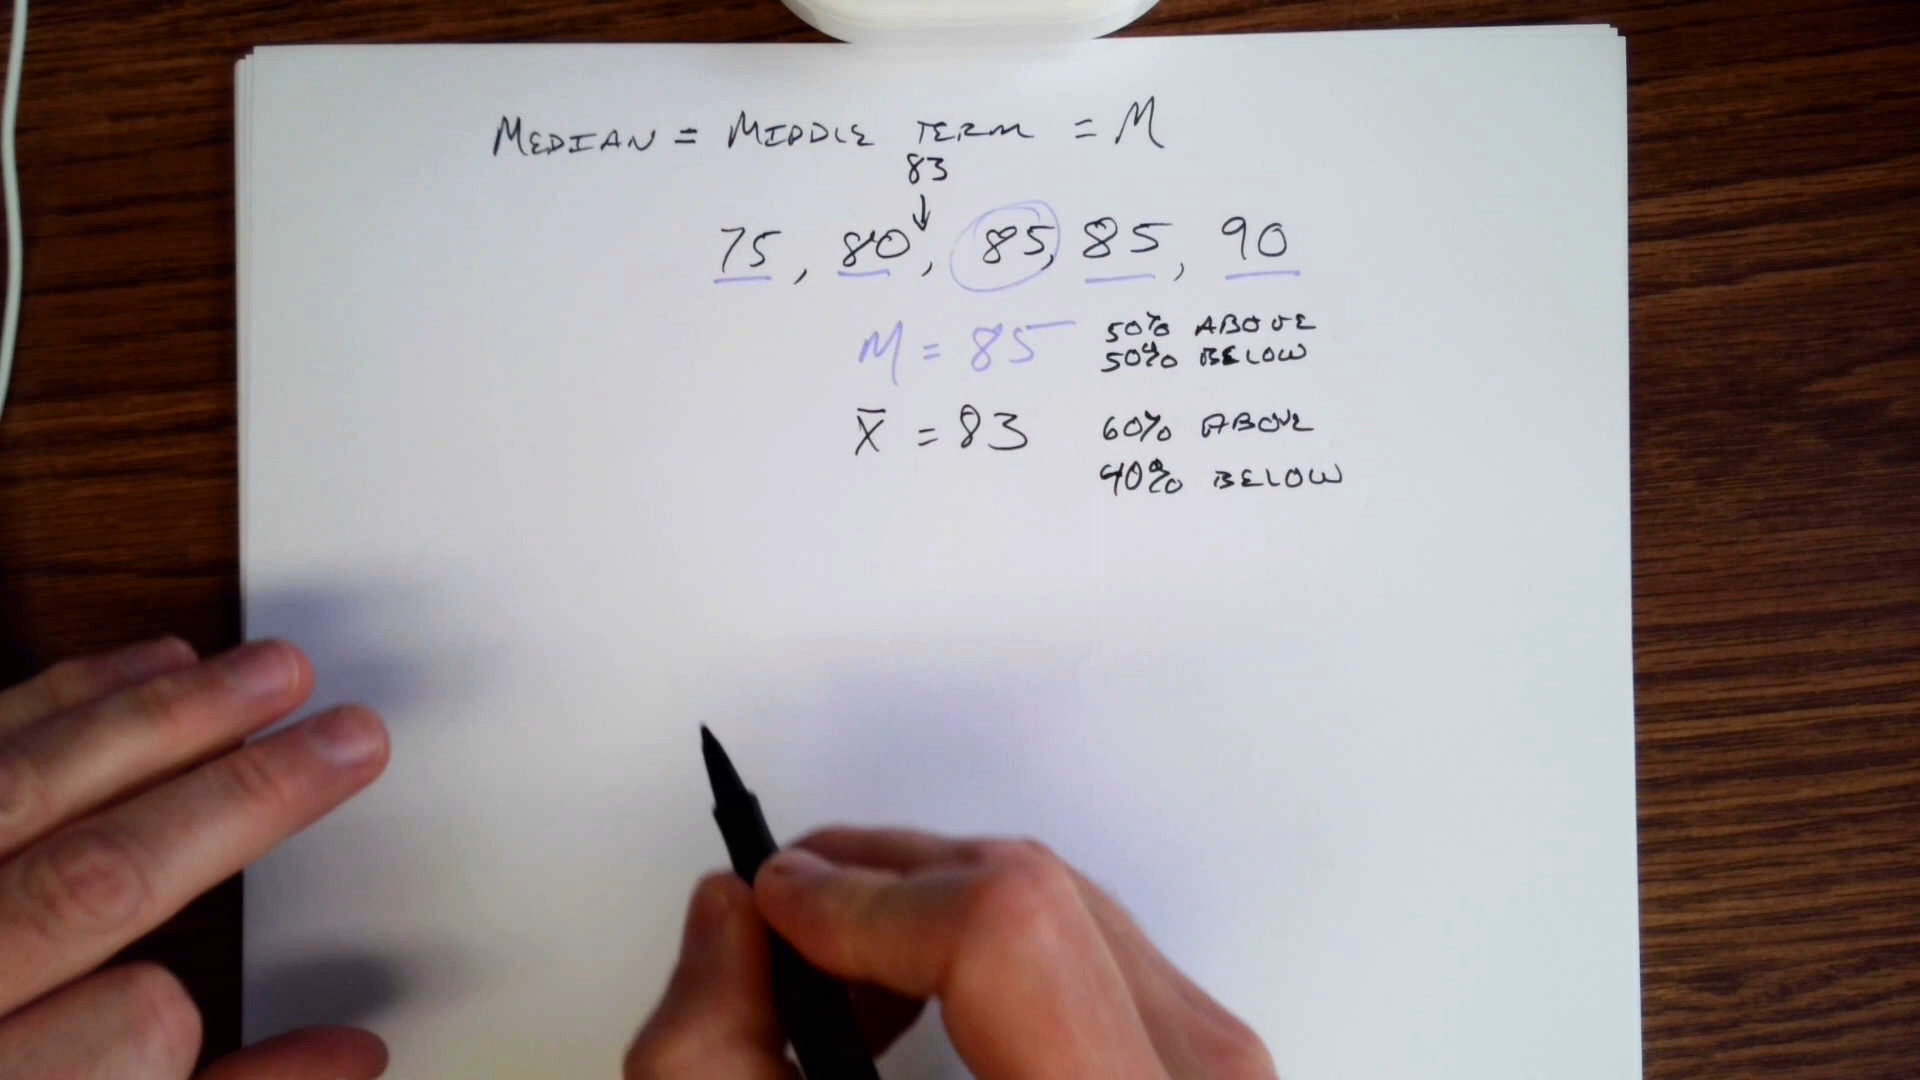 MEDIAN = MIDDLE TERM = M
83
↓
75, 80, 85, 85, 90
M = 85
50% ABOVE
50% BELOW
x̄ = 83
60% ABOVE
40% BELOW